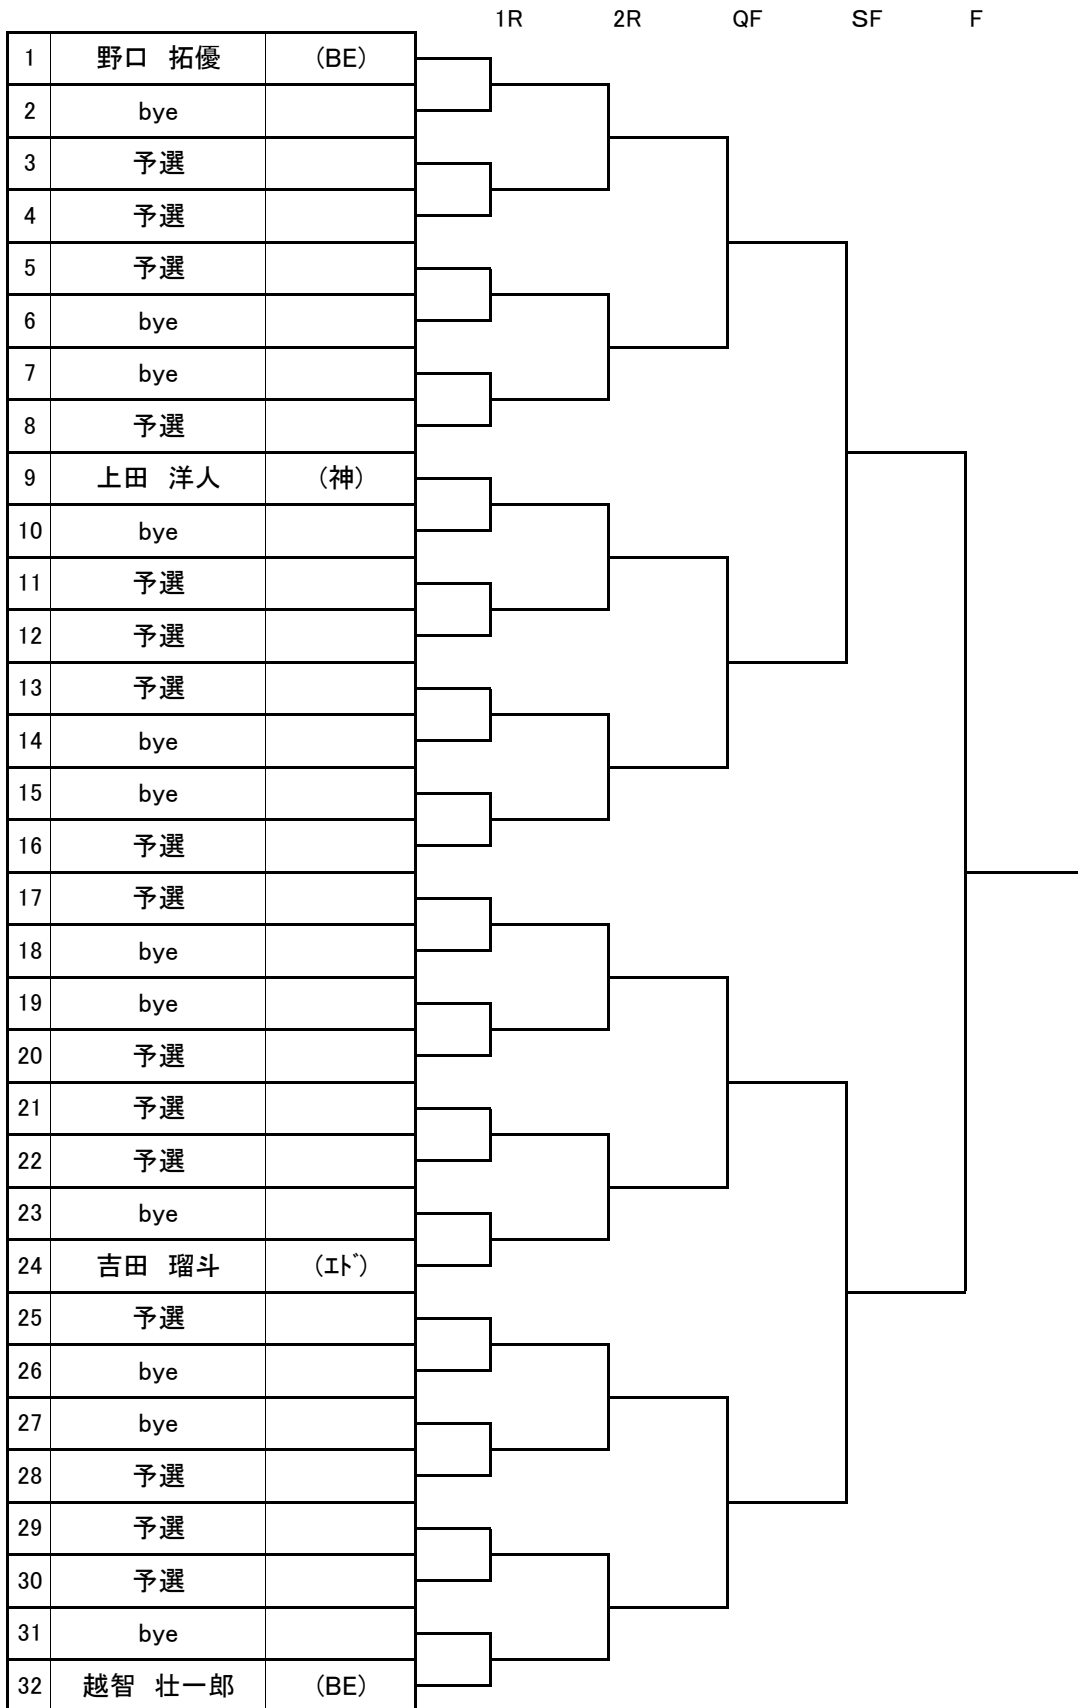 1R 2R QF SF F
1 野口 拓優 (BE)
2 bye
3 予選
4 予選
5 予選
6 bye
7 bye
8 予選
9 上田 洋人 (神)
10 bye
11 予選
12 予選
13 予選
14 bye
15 bye
16 予選
17 予選
18 bye
19 bye
20 予選
21 予選
22 予選
23 bye
24 吉田 瑠斗 (ｴﾄﾞ)
25 予選
26 bye
27 bye
28 予選
29 予選
30 予選
31 bye
32 越智 壮一郎 (BE)